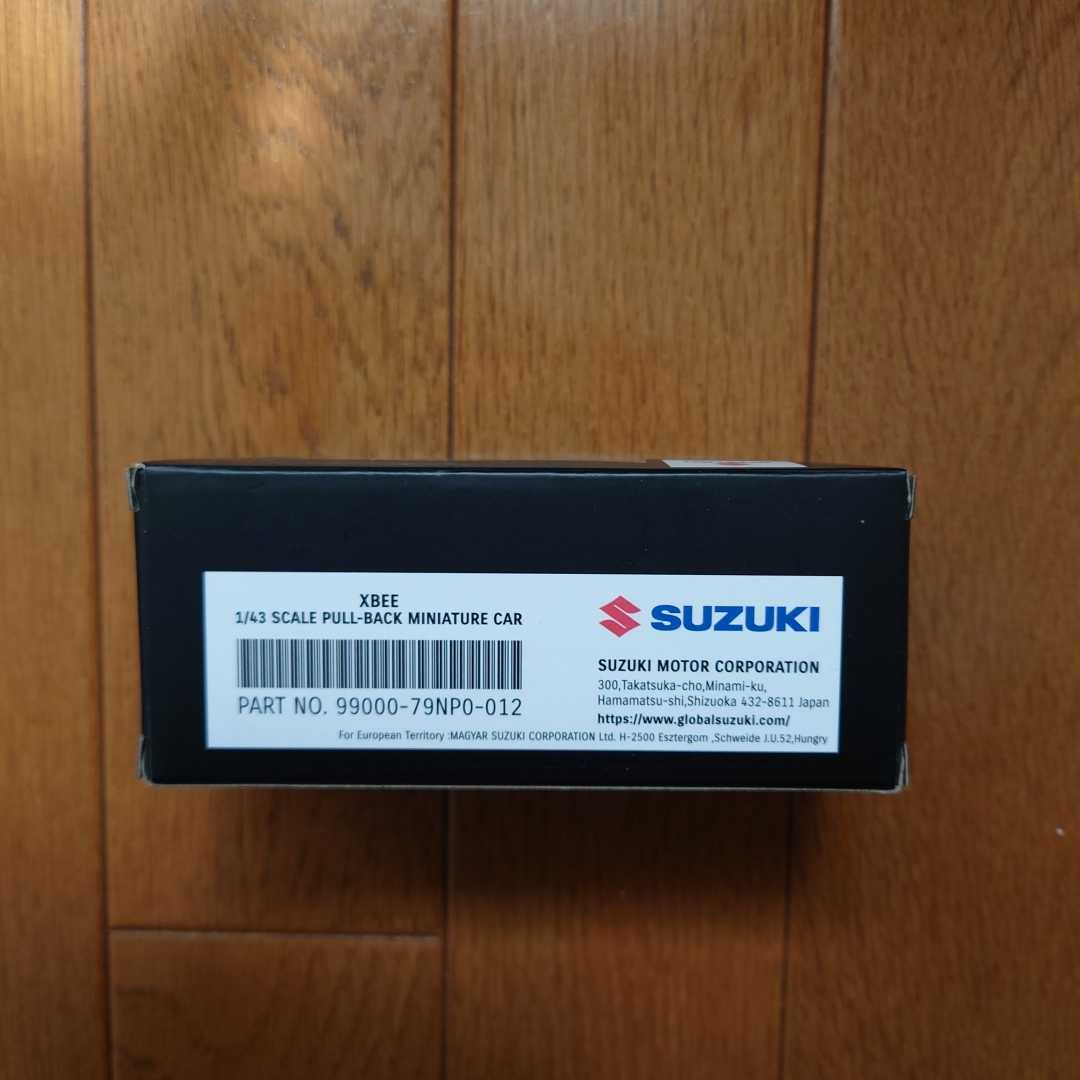 XBEE
1/43 SCALE PULL-BACK MINIATURE CAR
PART NO. 99000-79NP0-012
SUZUKI
SUZUKI MOTOR CORPORATION
300,Takatsuka-cho,Minami-ku,
Hamamatsu-shi,Shizuoka 432-8611 Japan
https://www.globalsuzuki.com/
For European Territory :MAGYAR SUZUKI CORPORATION Ltd. H-2500 Esztergom ,Schweide J.U.52,Hungry